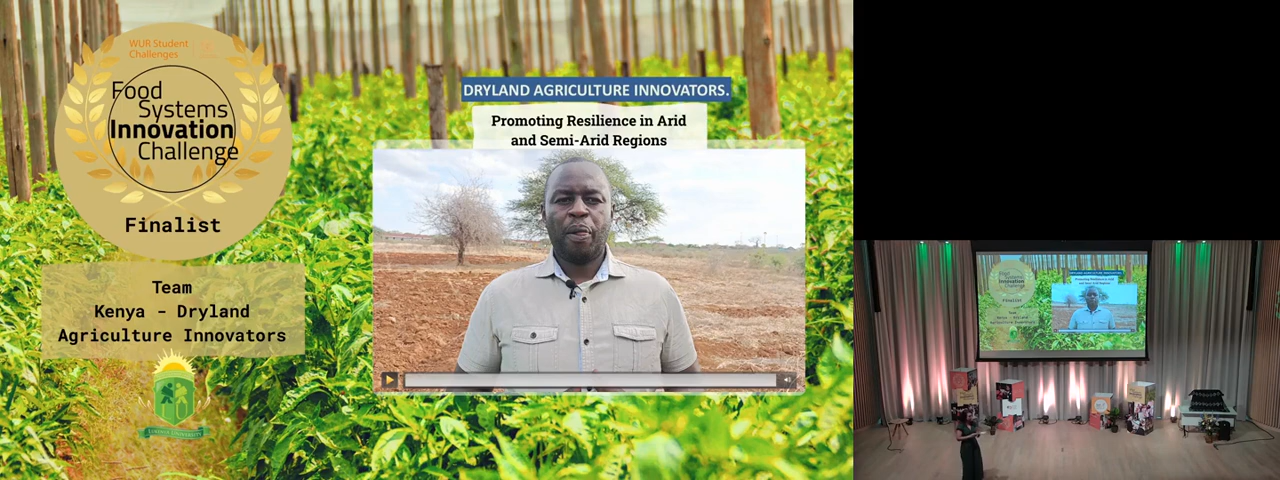 WUR Student
Challenges
Food
Systems
Innovation
Challenge
Finalist
Team
Kenya - Dryland
Agriculture Innovators
DRYLAND AGRICULTURE INNOVATORS.
Promoting Resilience in Arid
and Semi-Arid Regions